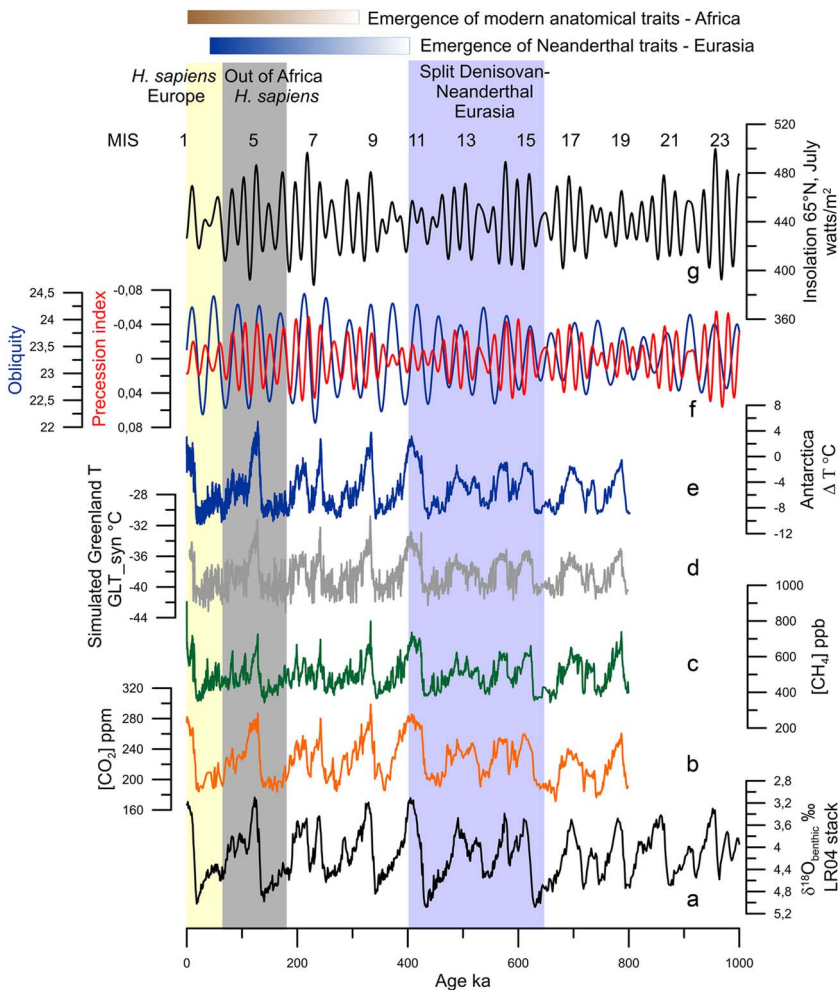 Emergence of modern anatomical traits - Africa
Emergence of Neanderthal traits - Eurasia
H. sapiens
Europe
Out of Africa
H. sapiens
Split Denisovan-
Neanderthal
Eurasia
MIS 1 5 7 9 11 13 15 17 19 21 23
520
480
440
400
360
Insolation 65°N, July
watts/m²
g
24,5
24
23,5
23
22,5
22
Obliquity
-0,08
-0,04
0
0,04
0,08
Precession index
f
8
4
0
-4
-8
-12
Antarctica
Δ T °C
e
-28
-32
-36
-40
-44
Simulated Greenland T
GLT_syn °C
d
1000
800
600
400
200
[CH₄] ppb
c
320
280
240
200
160
[CO₂] ppm
b
2,8
3,2
3,6
4
4,4
4,8
5,2
δ¹⁸O benthic ‰
LR04 stack
a
0 200 400 600 800 1000
Age ka